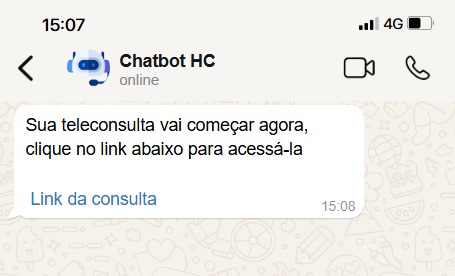 15:07 4G
Chatbot HC
online
Sua teleconsulta vai começar agora,
clique no link abaixo para acessá-la
Link da consulta
15:08